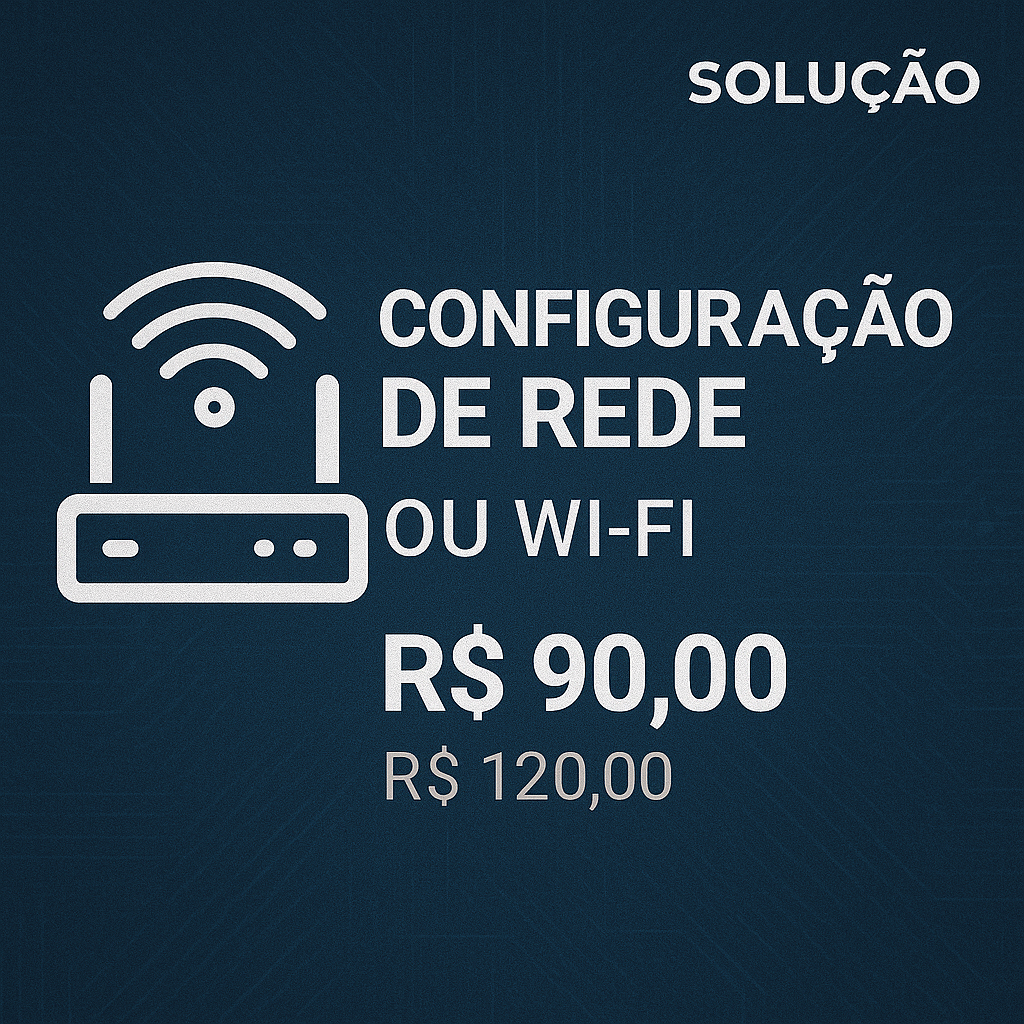 SOLUÇÃO
CONFIGURAÇÃO
DE REDE
OU WI-FI
R$ 90,00
R$ 120,00